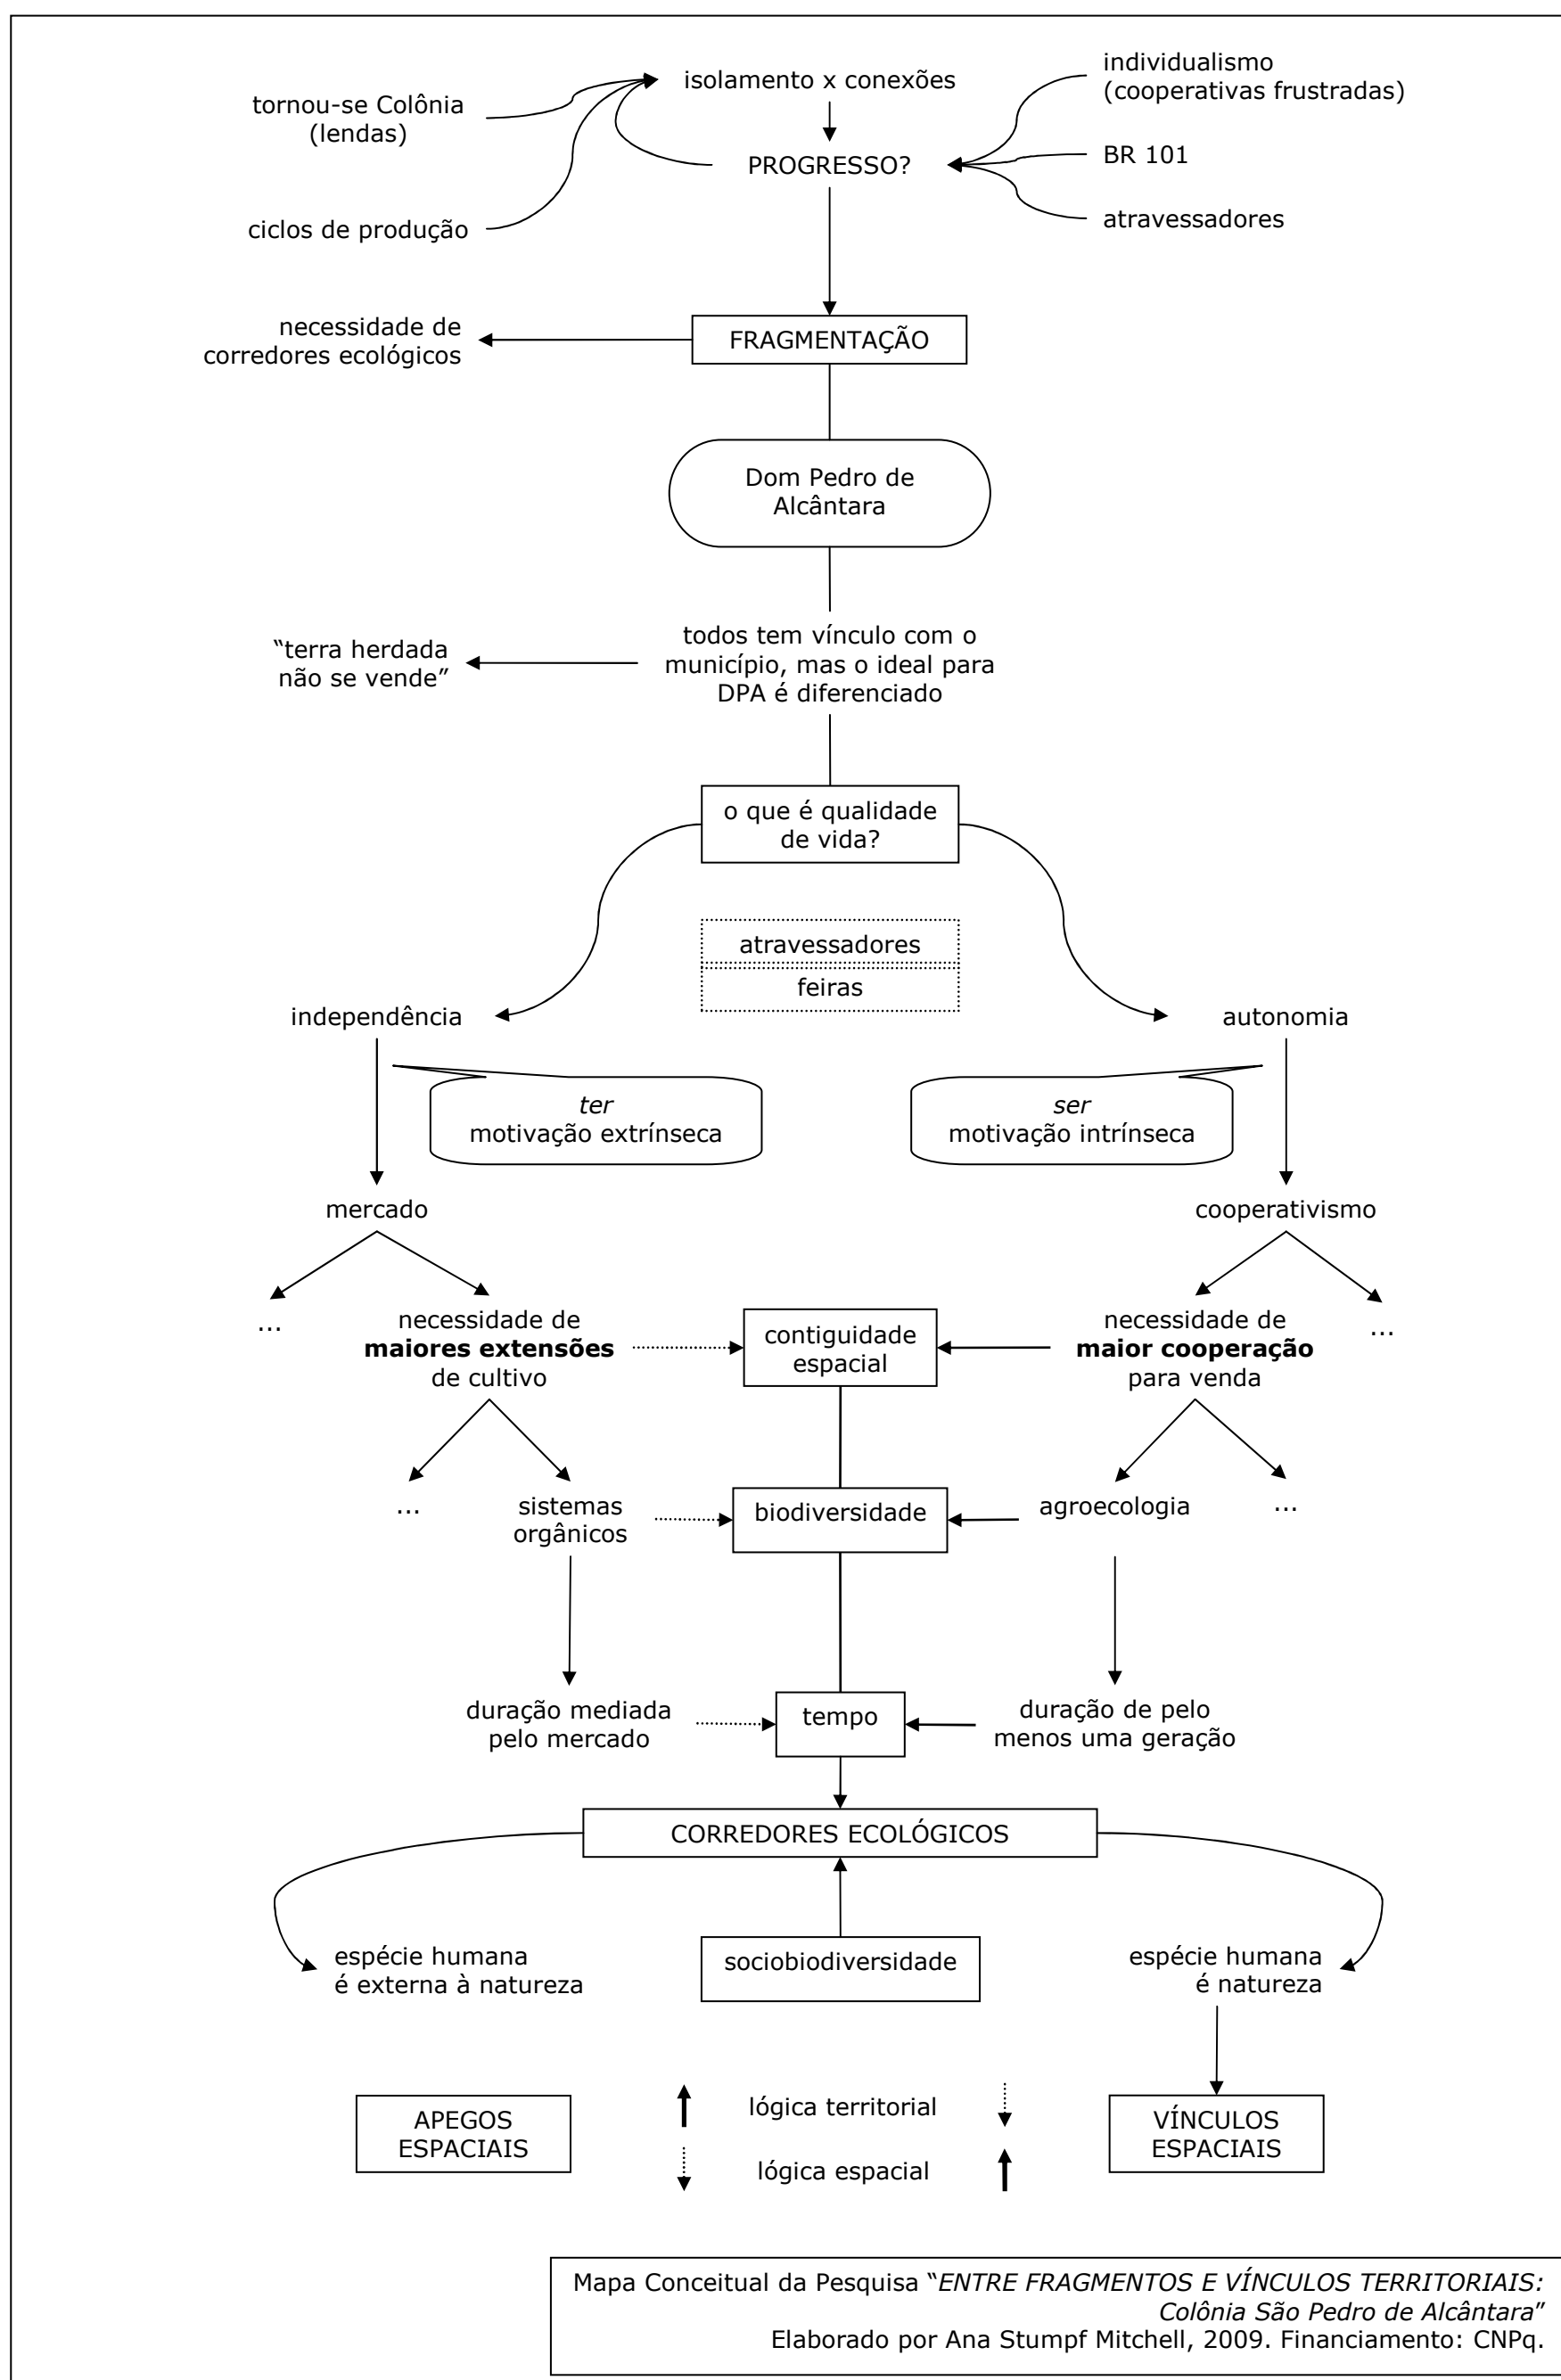 isolamento x conexões
individualismo
(cooperativas frustradas)
tornou-se Colônia
(lendas)
PROGRESSO?
BR 101
atravessadores
ciclos de produção
necessidade de
corredores ecológicos
FRAGMENTAÇÃO
Dom Pedro de
Alcântara
“terra herdada
não se vende”
todos tem vínculo com o
município, mas o ideal para
DPA é diferenciado
o que é qualidade
de vida?
atravessadores
feiras
independência
autonomia
ter
motivação extrínseca
ser
motivação intrínseca
mercado
cooperativismo
...
necessidade de
maiores extensões
de cultivo
contiguidade
espacial
necessidade de
maior cooperação
para venda
...
...
sistemas
orgânicos
biodiversidade
agroecologia
...
duração mediada
pelo mercado
tempo
duração de pelo
menos uma geração
CORREDORES ECOLÓGICOS
espécie humana
é externa à natureza
sociobiodiversidade
espécie humana
é natureza
APEGOS
ESPACIAIS
lógica territorial
lógica espacial
VÍNCULOS
ESPACIAIS
Mapa Conceitual da Pesquisa “ENTRE FRAGMENTOS E VÍNCULOS TERRITORIAIS:
Colônia São Pedro de Alcântara”
Elaborado por Ana Stumpf Mitchell, 2009. Financiamento: CNPq.